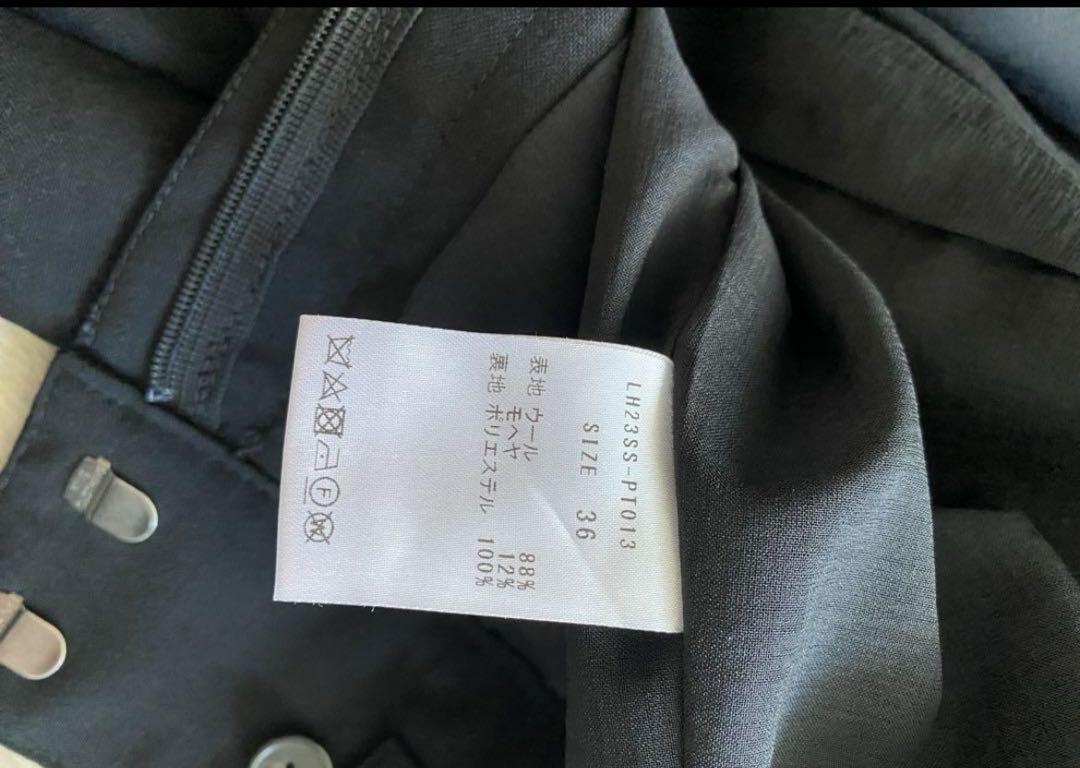 LH23SS-PT013
SIZE 36
表地 ウール 88%
モヘヤ 12%
裏地 ポリエステル 100%
F
W